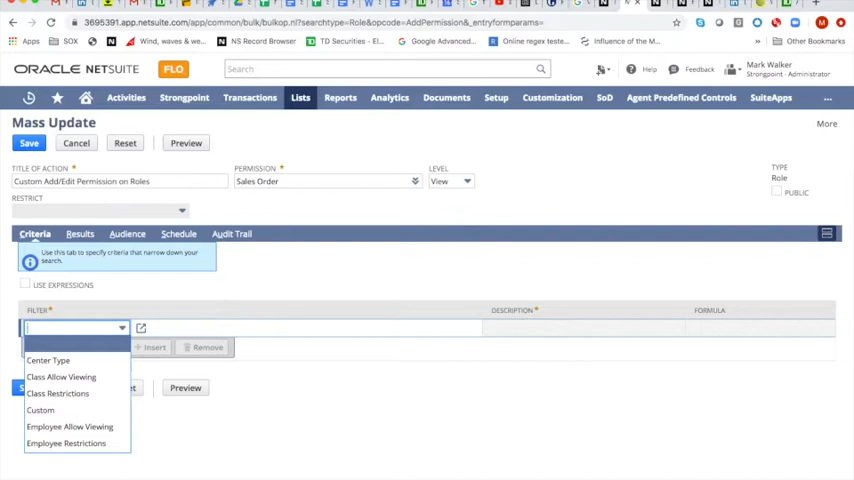 3695391.app.netsuite.com/app/common/bulk/bulkop.nl?searchtype=Role&opcode=AddPermission&_entryformparams=
Apps SOX Wind, waves & we... NS Record Browser TD Securities - El... Google Advanced... Online regex teste... Influence of the M... » Other Bookmarks
ORACLE NETSUITE FLO Search Help Feedback Mark Walker
Strongpoint - Administrator
Activities Strongpoint Transactions Lists Reports Analytics Documents Setup Customization SoD Agent Predefined Controls SuiteApps ...
Mass Update More
Save Cancel Reset Preview
TITLE OF ACTION * PERMISSION * LEVEL TYPE
Custom Add/Edit Permission on Roles Sales Order View Role
PUBLIC
RESTRICT
Criteria Results Audience Schedule Audit Trail
Use this tab to specify criteria that narrow down your
search.
USE EXPRESSIONS
FILTER * DESCRIPTION * FORMULA
+ Insert Remove
Center Type
Class Allow Viewing
Preview
Class Restrictions
Custom
Employee Allow Viewing
Employee Restrictions